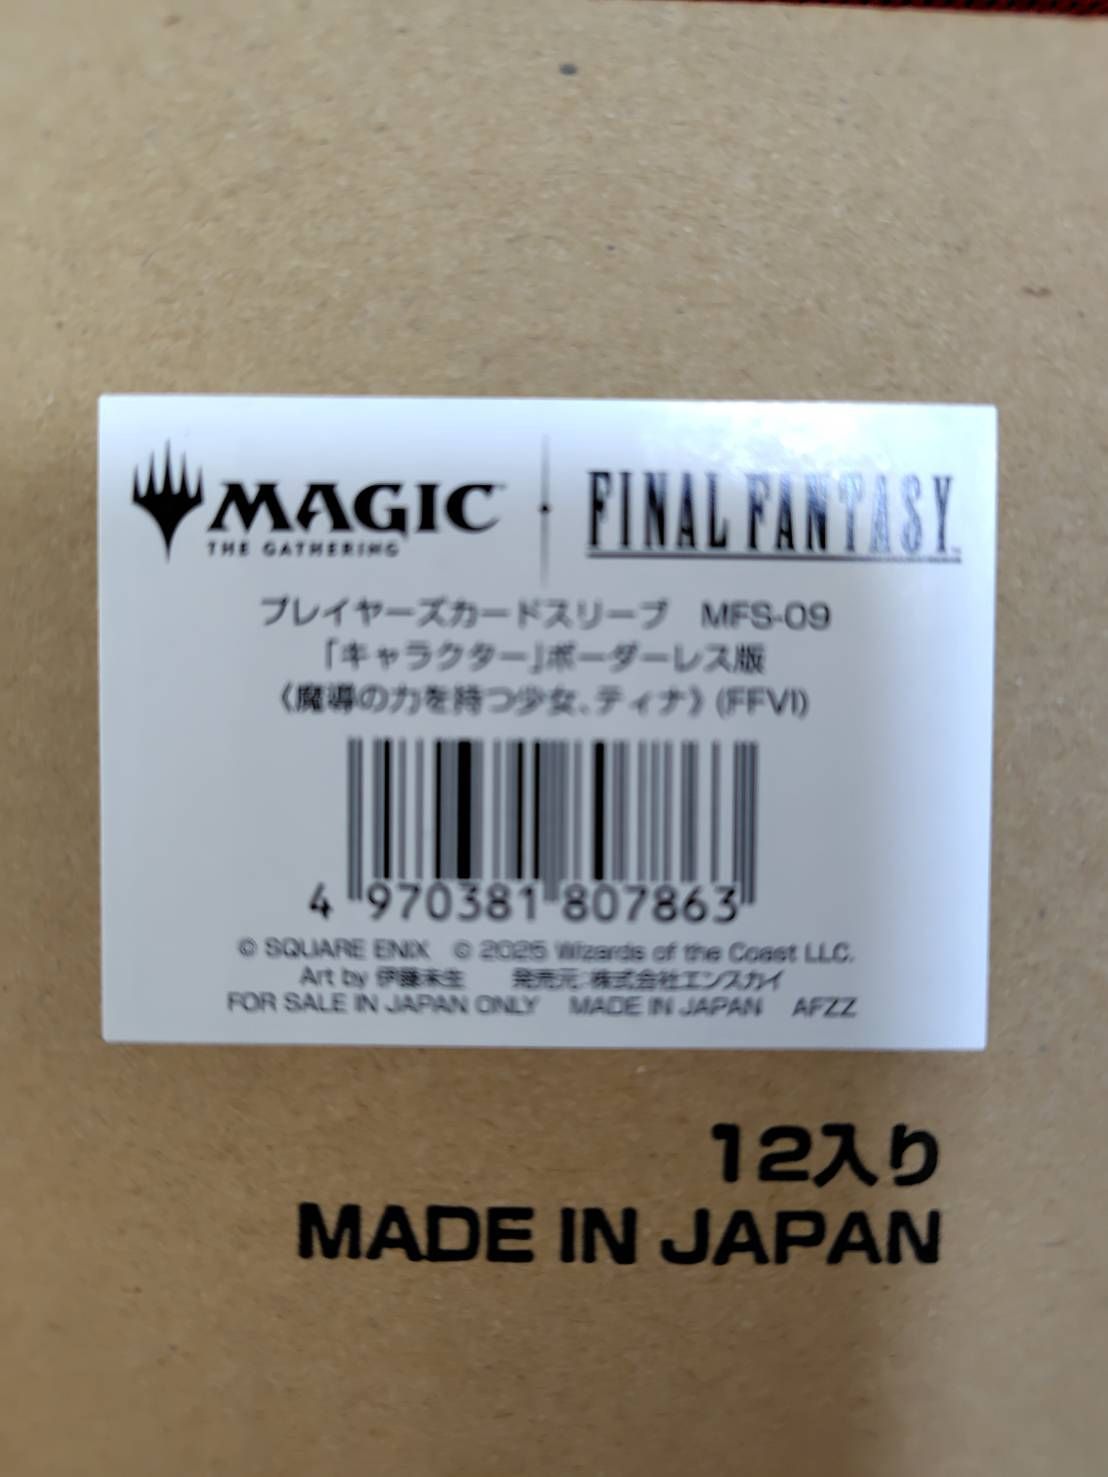 MAGIC
THE GATHERING
FINAL FANTASY
プレイヤーズカードスリーブ MFS-09
「キャラクター」ボーダーレス版
《魔導の力を持つ少女、ティナ》(FFVI)
4 970381 807863
© SQUARE ENIX © 2025 Wizards of the Coast LLC.
Art by 伊藤未生 発売元:株式会社エンスカイ
FOR SALE IN JAPAN ONLY MADE IN JAPAN AFZZ
12入り
MADE IN JAPAN